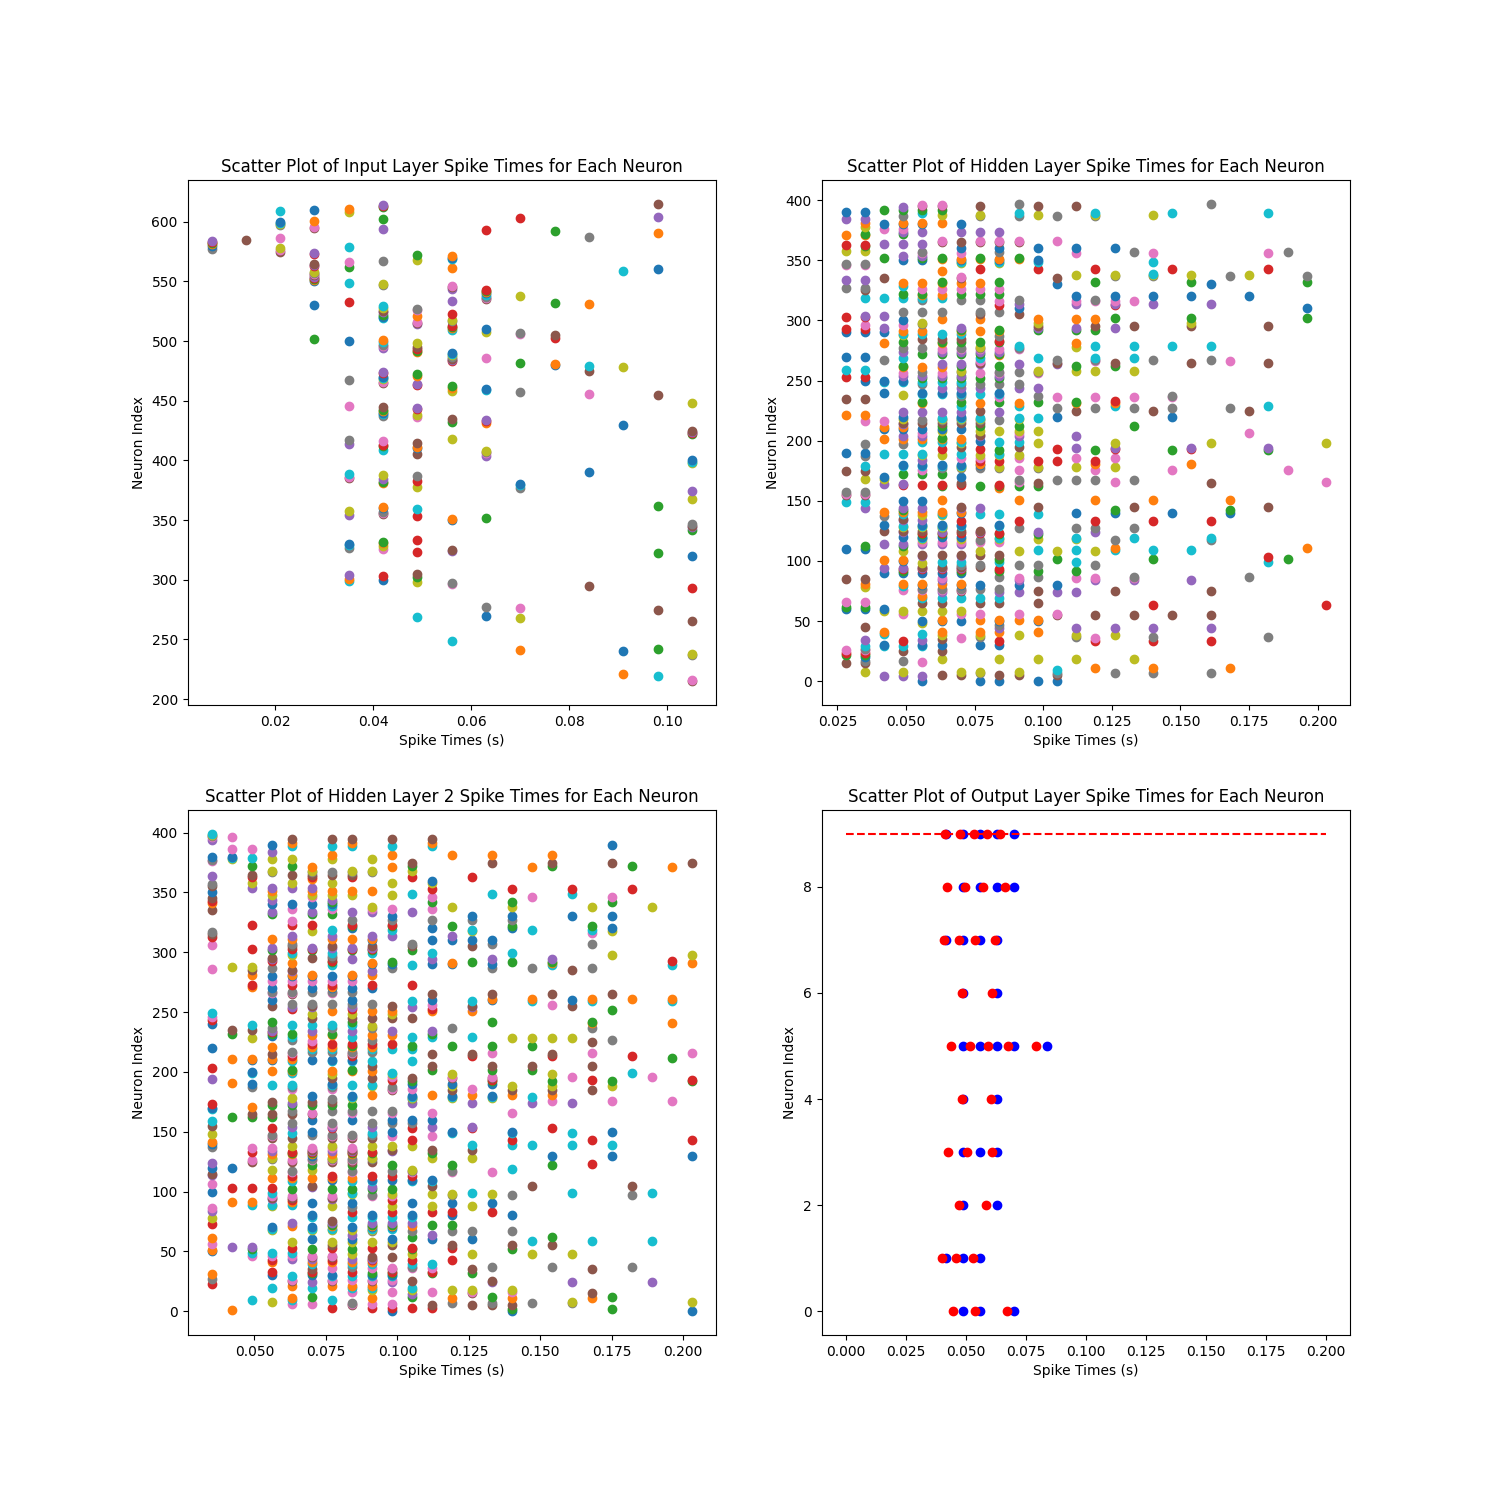 Scatter Plot of Input Layer Spike Times for Each Neuron
Neuron Index
600
550
500
450
400
350
300
250
200
0.02 0.04 0.06 0.08 0.10
Spike Times (s)
Scatter Plot of Hidden Layer Spike Times for Each Neuron
Neuron Index
400
350
300
250
200
150
100
50
0
0.025 0.050 0.075 0.100 0.125 0.150 0.175 0.200
Spike Times (s)
Scatter Plot of Hidden Layer 2 Spike Times for Each Neuron
Neuron Index
400
350
300
250
200
150
100
50
0
0.050 0.075 0.100 0.125 0.150 0.175 0.200
Spike Times (s)
Scatter Plot of Output Layer Spike Times for Each Neuron
Neuron Index
8
6
4
2
0
0.000 0.025 0.050 0.075 0.100 0.125 0.150 0.175 0.200
Spike Times (s)